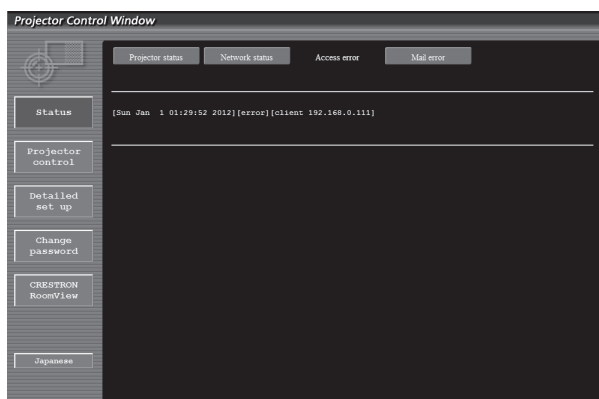 Projector Control Window
Projector status Network status Access error Mail error
[Sun Jan  1 01:29:52 2012][error][client 192.168.0.111]
Status
Projector
control
Detailed
set up
Change
password
CRESTRON
RoomView
Japanese